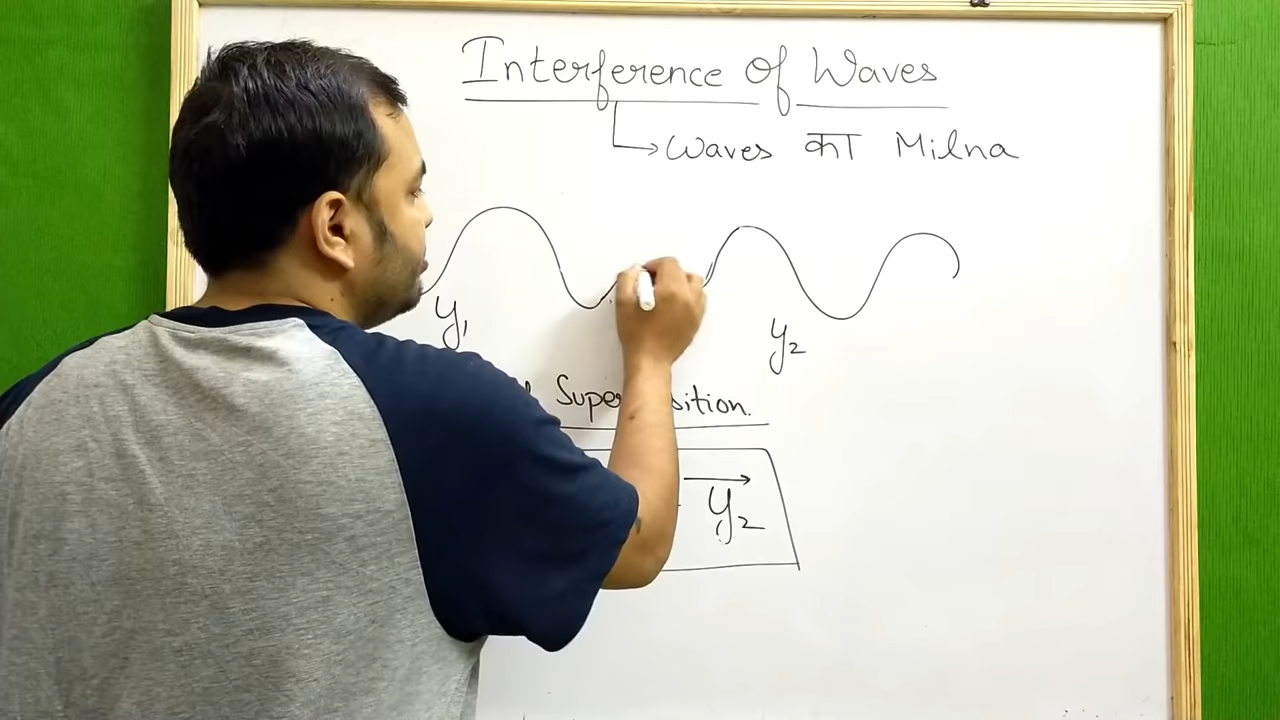 Interference of Waves
Waves का Milna
y₁
y₂
y₂